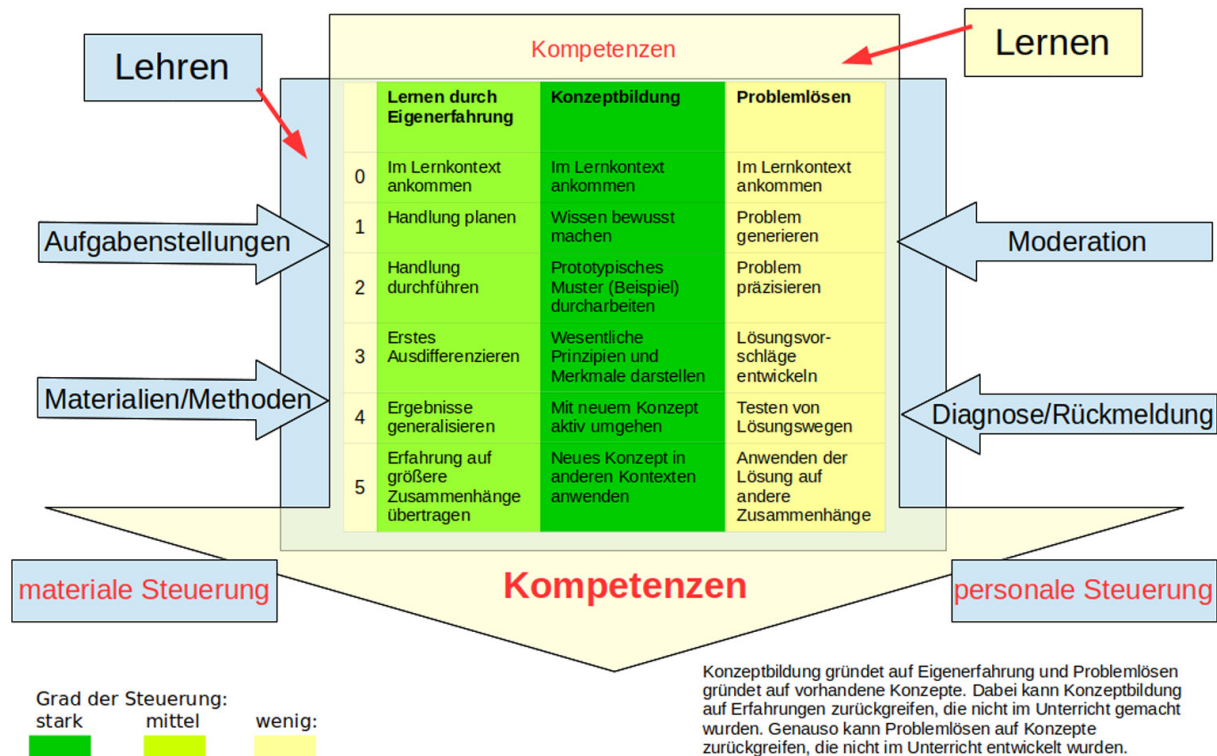 Kompetenzen
Lehren
Lernen
Lernen durch
Eigenerfahrung
Konzeptbildung
Problemlösen
0
Im Lernkontext
ankommen
Im Lernkontext
ankommen
Im Lernkontext
ankommen
1
Handlung planen
Wissen bewusst
machen
Problem
generieren
2
Handlung
durchführen
Prototypisches
Muster (Beispiel)
durcharbeiten
Problem
präzisieren
3
Erstes
Ausdifferenzieren
Wesentliche
Prinzipien und
Merkmale darstellen
Lösungsvor-
schläge
entwickeln
4
Ergebnisse
generalisieren
Mit neuem Konzept
aktiv umgehen
Testen von
Lösungswegen
5
Erfahrung auf
größere
Zusammenhänge
übertragen
Neues Konzept in
anderen Kontexten
anwenden
Anwenden der
Lösung auf
andere
Zusammenhänge
Aufgabenstellungen
Moderation
Materialien/Methoden
Diagnose/Rückmeldung
materiale Steuerung
Kompetenzen
personale Steuerung
Grad der Steuerung:
stark mittel wenig:
Konzeptbildung gründet auf Eigenerfahrung und Problemlösen
gründet auf vorhandene Konzepte. Dabei kann Konzeptbildung
auf Erfahrungen zurückgreifen, die nicht im Unterricht gemacht
wurden. Genauso kann Problemlösen auf Konzepte
zurückgreifen, die nicht im Unterricht entwickelt wurden.